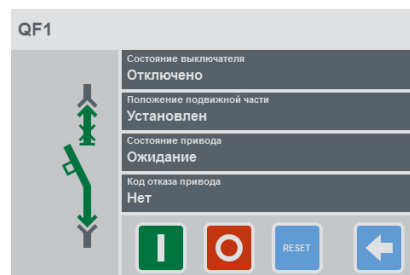 QF1
Состояние выключателя
Отключено
Положение подвижной части
Установлен
Состояние привода
Ожидание
Код отказа привода
Нет
RESET